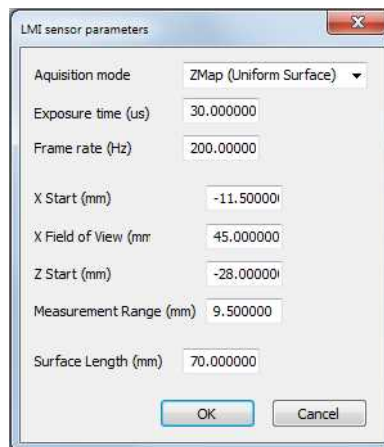 LMI sensor parameters
Aquisition mode ZMap (Uniform Surface)
Exposure time (us) 30.000000
Frame rate (Hz) 200.00000
X Start (mm) -11.50000
X Field of View (mm 45.000000
Z Start (mm) -28.00000
Measurement Range (mm) 9.500000
Surface Length (mm) 70.000000
OK Cancel